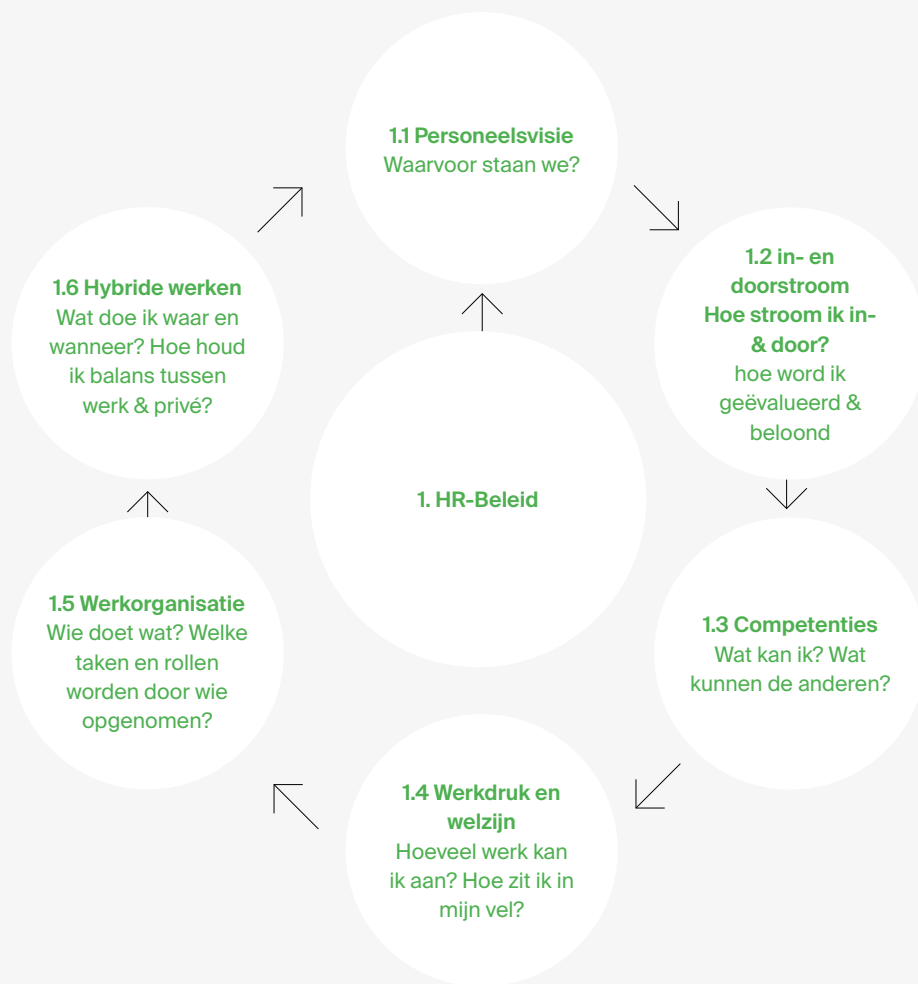 1.1 Personeelsvisie
Waarvoor staan we?
1.2 in- en
doorstroom
Hoe stroom ik in-
& door?
hoe word ik
geëvalueerd &
beloond
1.3 Competenties
Wat kan ik? Wat
kunnen de anderen?
1.4 Werkdruk en
welzijn
Hoeveel werk kan
ik aan? Hoe zit ik in
mijn vel?
1.5 Werkorganisatie
Wie doet wat? Welke
taken en rollen
worden door wie
opgenomen?
1.6 Hybride werken
Wat doe ik waar en
wanneer? Hoe houd
ik balans tussen
werk & privé?
1. HR-Beleid